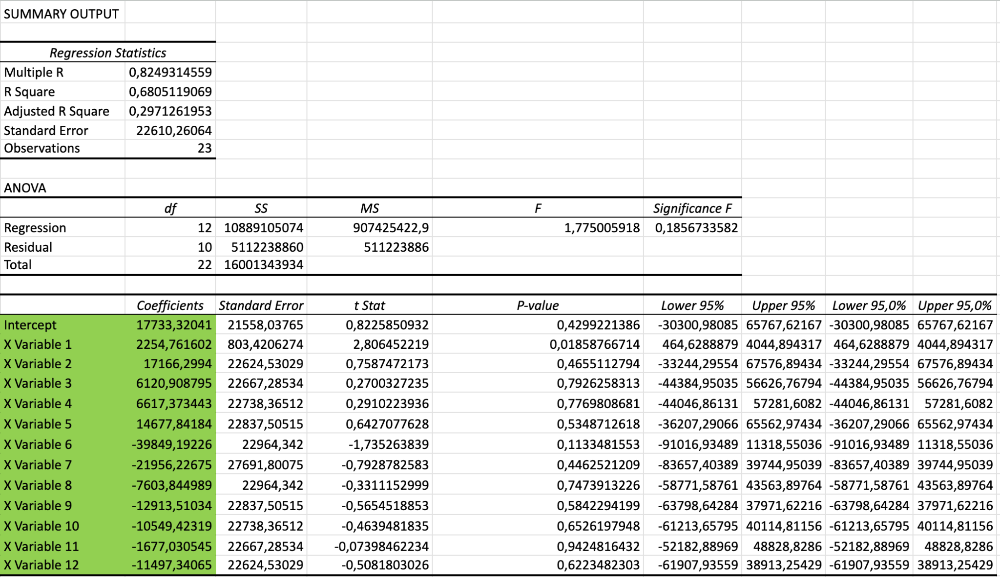 SUMMARY OUTPUT
Regression Statistics
Multiple R 0,8249314559
R Square 0,6805119069
Adjusted R Square 0,2971261953
Standard Error 22610,26064
Observations 23
ANOVA
df SS MS F Significance F
Regression 12 10889105074 907425422,9 1,775005918 0,1856733582
Residual 10 5112238860 511223886
Total 22 16001343934
Coefficients Standard Error t Stat P-value Lower 95% Upper 95% Lower 95,0% Upper 95,0%
Intercept 17733,32041 21558,03765 0,8225850932 0,4299221386 -30300,98085 65767,62167 -30300,98085 65767,62167
X Variable 1 2254,761602 803,4206274 2,806452219 0,01858766714 464,6288879 4044,894317 464,6288879 4044,894317
X Variable 2 17166,2994 22624,53029 0,7587472173 0,4655112794 -33244,29554 67576,89434 -33244,29554 67576,89434
X Variable 3 6120,908795 22667,28534 0,2700327235 0,7926258313 -44384,95035 56626,76794 -44384,95035 56626,76794
X Variable 4 6617,373443 22738,36512 0,2910223936 0,7769808681 -44046,86131 57281,6082 -44046,86131 57281,6082
X Variable 5 14677,84184 22837,50515 0,6427077628 0,5348712618 -36207,29066 65562,97434 -36207,29066 65562,97434
X Variable 6 -39849,19226 22964,342 -1,735263839 0,1133481553 -91016,93489 11318,55036 -91016,93489 11318,55036
X Variable 7 -21956,22675 27691,80075 -0,7928782583 0,4462521209 -83657,40389 39744,95039 -83657,40389 39744,95039
X Variable 8 -7603,844989 22964,342 -0,3311152999 0,7473913226 -58771,58761 43563,89764 -58771,58761 43563,89764
X Variable 9 -12913,51034 22837,50515 -0,5654518853 0,5842294199 -63798,64284 37971,62216 -63798,64284 37971,62216
X Variable 10 -10549,42319 22738,36512 -0,4639481835 0,6526197948 -61213,65795 40114,81156 -61213,65795 40114,81156
X Variable 11 -1677,030545 22667,28534 -0,07398462234 0,9424816432 -52182,88969 48828,8286 -52182,88969 48828,8286
X Variable 12 -11497,34065 22624,53029 -0,5081803026 0,6223482303 -61907,93559 38913,25429 -61907,93559 38913,25429